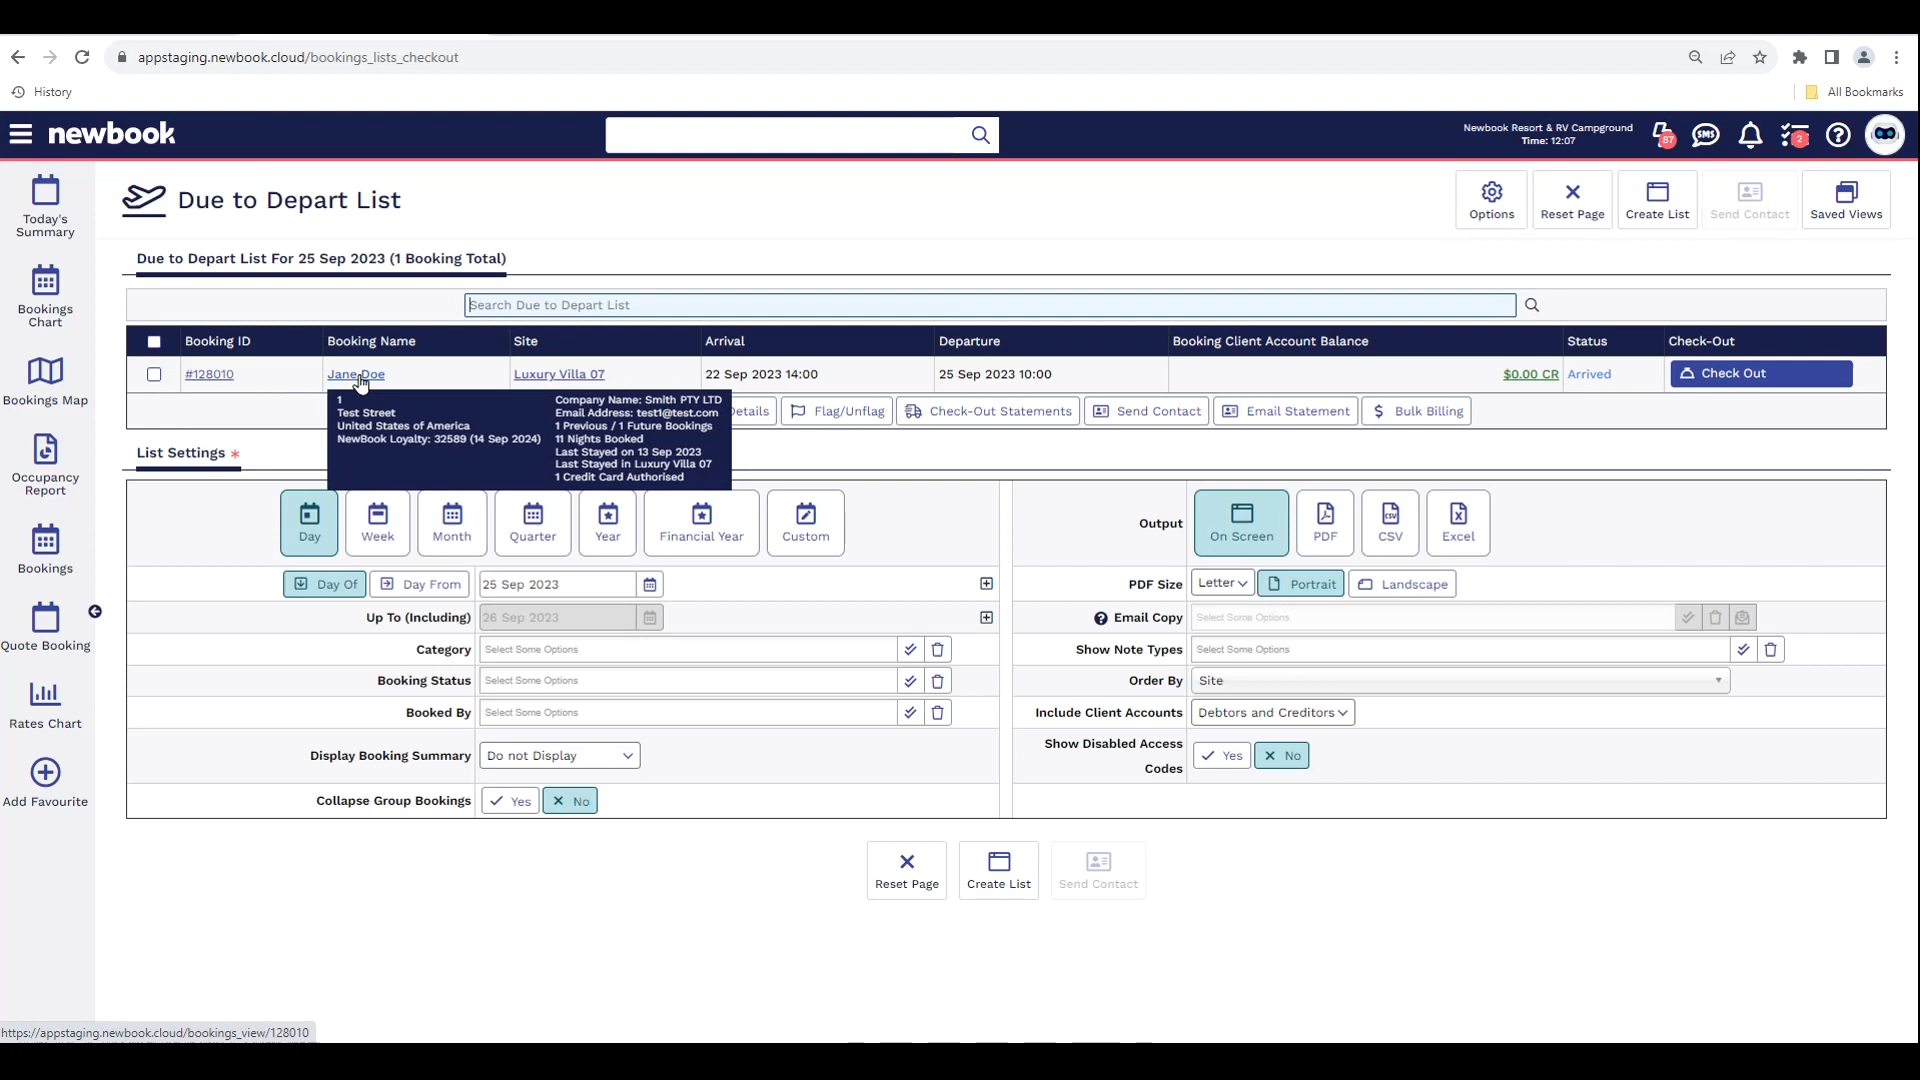 appstaging.newbook.cloud/bookings_lists_checkout
History
All Bookmarks
newbook
Newbook Resort & RV Campground
Time: 12:07
87
SMS
2
Today's
Summary
Bookings
Chart
Bookings Map
Occupancy
Report
Bookings
Quote Booking
Rates Chart
Add Favourite
Due to Depart List
Options
Reset Page
Create List
Send Contact
Saved Views
Due to Depart List For 25 Sep 2023 (1 Booking Total)
Search Due to Depart List
Booking ID
Booking Name
Site
Arrival
Departure
Booking Client Account Balance
Status
Check-Out
#128010
Jane Doe
Luxury Villa 07
22 Sep 2023 14:00
25 Sep 2023 10:00
$0.00 CR
Arrived
Check Out
1
Test Street
United States of America
NewBook Loyalty: 32589 (14 Sep 2024)
Company Name: Smith PTY LTD
Email Address: test1@test.com
1 Previous / 1 Future Bookings
11 Nights Booked
Last Stayed on 13 Sep 2023
Last Stayed in Luxury Villa 07
1 Credit Card Authorised
Details
Flag/Unflag
Check-Out Statements
Send Contact
Email Statement
Bulk Billing
List Settings *
Day
Week
Month
Quarter
Year
Financial Year
Custom
Day Of
Day From
25 Sep 2023
Up To (Including)
26 Sep 2023
Category
Select Some Options
Booking Status
Select Some Options
Booked By
Select Some Options
Display Booking Summary
Do not Display
Collapse Group Bookings
Yes
No
Output
On Screen
PDF
CSV
Excel
PDF Size
Letter
Portrait
Landscape
Email Copy
Select Some Options
Show Note Types
Select Some Options
Order By
Site
Include Client Accounts
Debtors and Creditors
Show Disabled Access
Codes
Yes
No
Reset Page
Create List
Send Contact
https://appstaging.newbook.cloud/bookings_view/128010